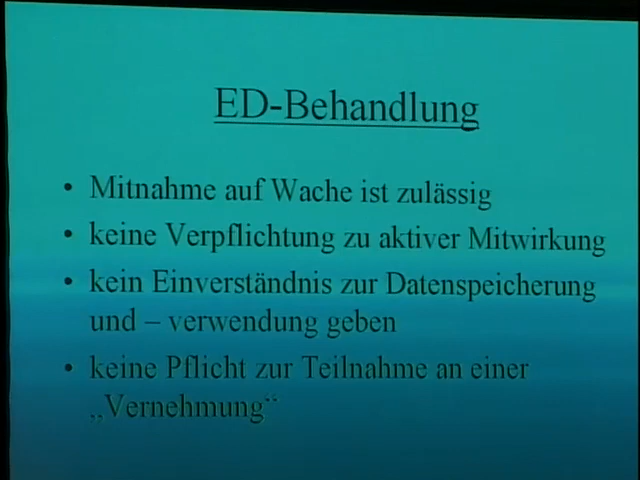 ED-Behandlung
• Mitnahme auf Wache ist zulässig
• keine Verpflichtung zu aktiver Mitwirkung
• kein Einverständnis zur Datenspeicherung
und – verwendung geben
• keine Pflicht zur Teilnahme an einer
„Vernehmung“